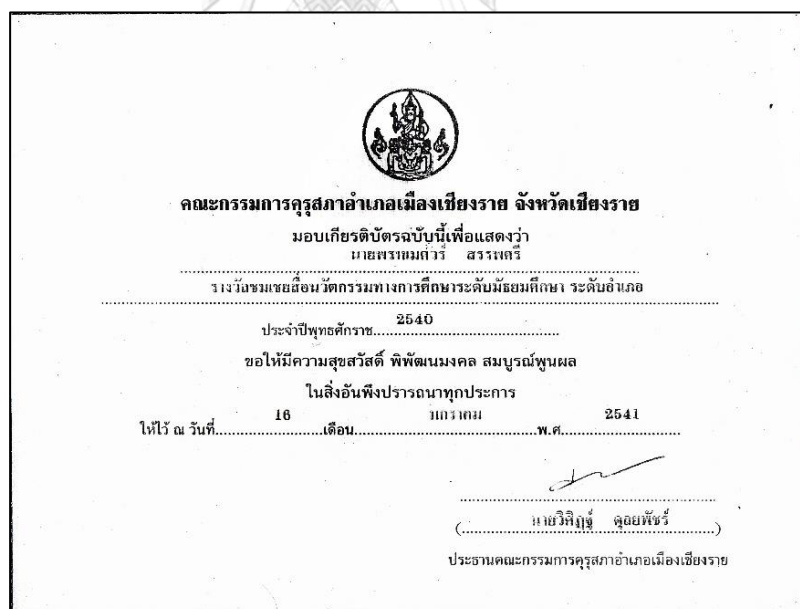 คณะกรรมการคุรุสภาอำเภอเมืองเชียงราย จังหวัดเชียงราย
มอบเกียรติบัตรฉบับนี้เพื่อแสดงว่า
สรรพศรี
รางวัลชมเชยสื่อนวัตกรรมทางการศึกษาระดับมัธยมศึกษา ระดับอำเภอ
ประจำปีพุทธศักราช 2540
ขอให้มีความสุขสวัสดิ์ พิพัฒนมงคล สมบูรณ์พูนผล
ในสิ่งอันพึงปรารถนาทุกประการ
ให้ไว้ ณ วันที่ 16 เดือน มกราคม พ.ศ. 2541
(นายวิศิฏฐ์ ดุลยพัชร์)
ประธานคณะกรรมการคุรุสภาอำเภอเมืองเชียงราย